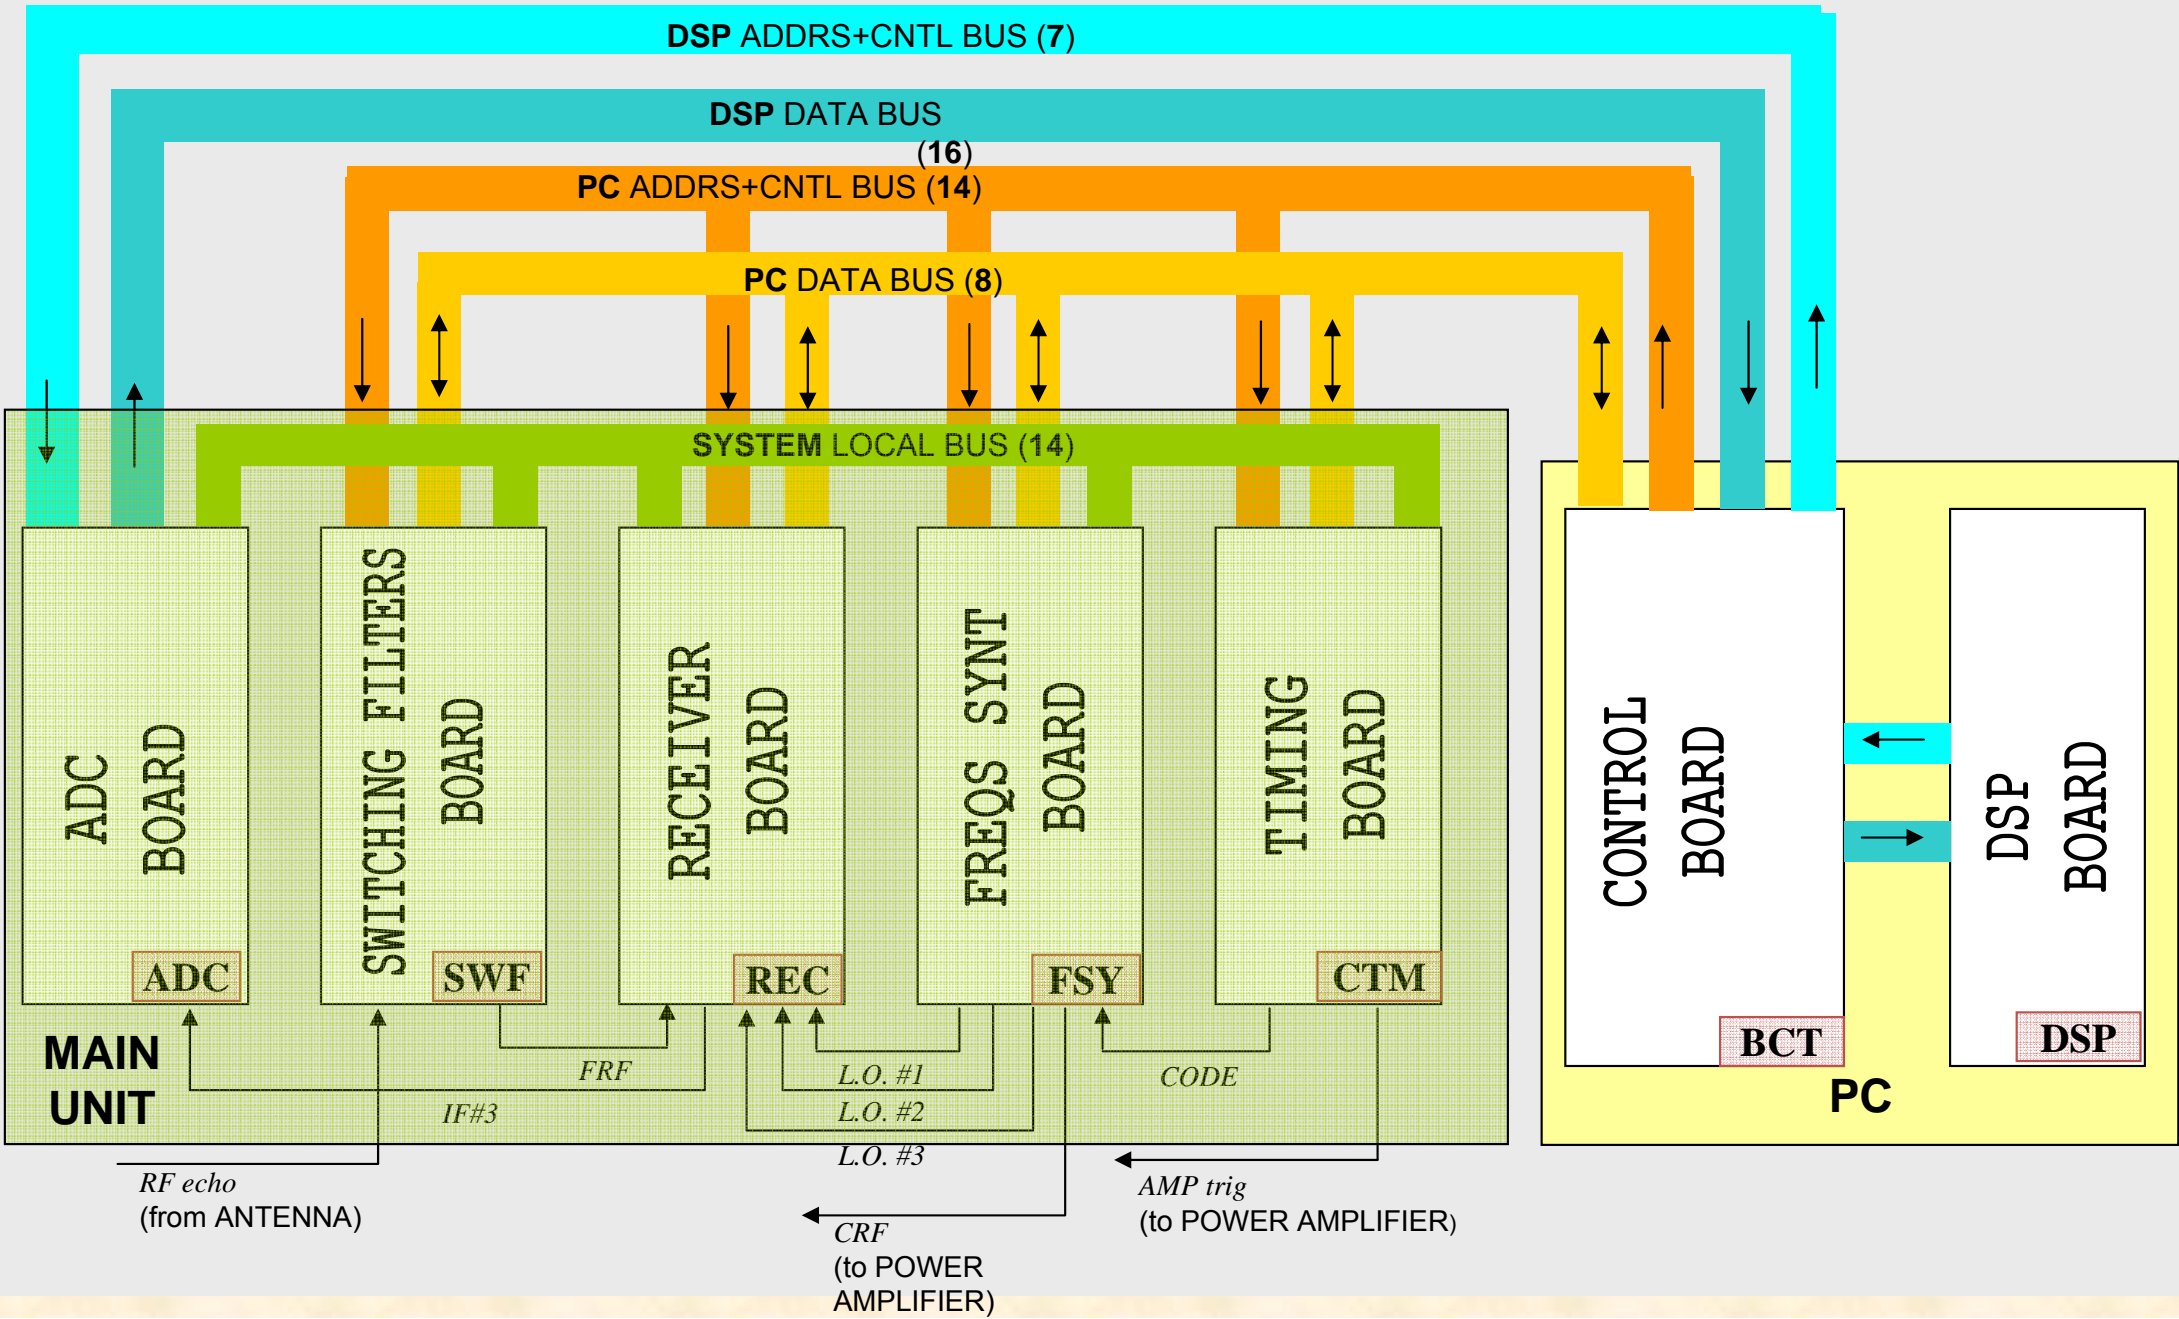 DSP ADDRS+CNTL BUS (7)
DSP DATA BUS
(16)
PC ADDRS+CNTL BUS (14)
PC DATA BUS (8)
SYSTEM LOCAL BUS (14)
ADC
BOARD
ADC
SWITCHING FILTERS
BOARD
SWF
RECEIVER
BOARD
REC
FREQS SYNT
BOARD
FSY
TIMING
BOARD
CTM
CONTROL
BOARD
BCT
DSP
BOARD
DSP
MAIN
UNIT
PC
FRF
IF#3
L.O. #1
L.O. #2
L.O. #3
CODE
RF echo
(from ANTENNA)
AMP trig
(to POWER AMPLIFIER)
CRF
(to POWER
AMPLIFIER)